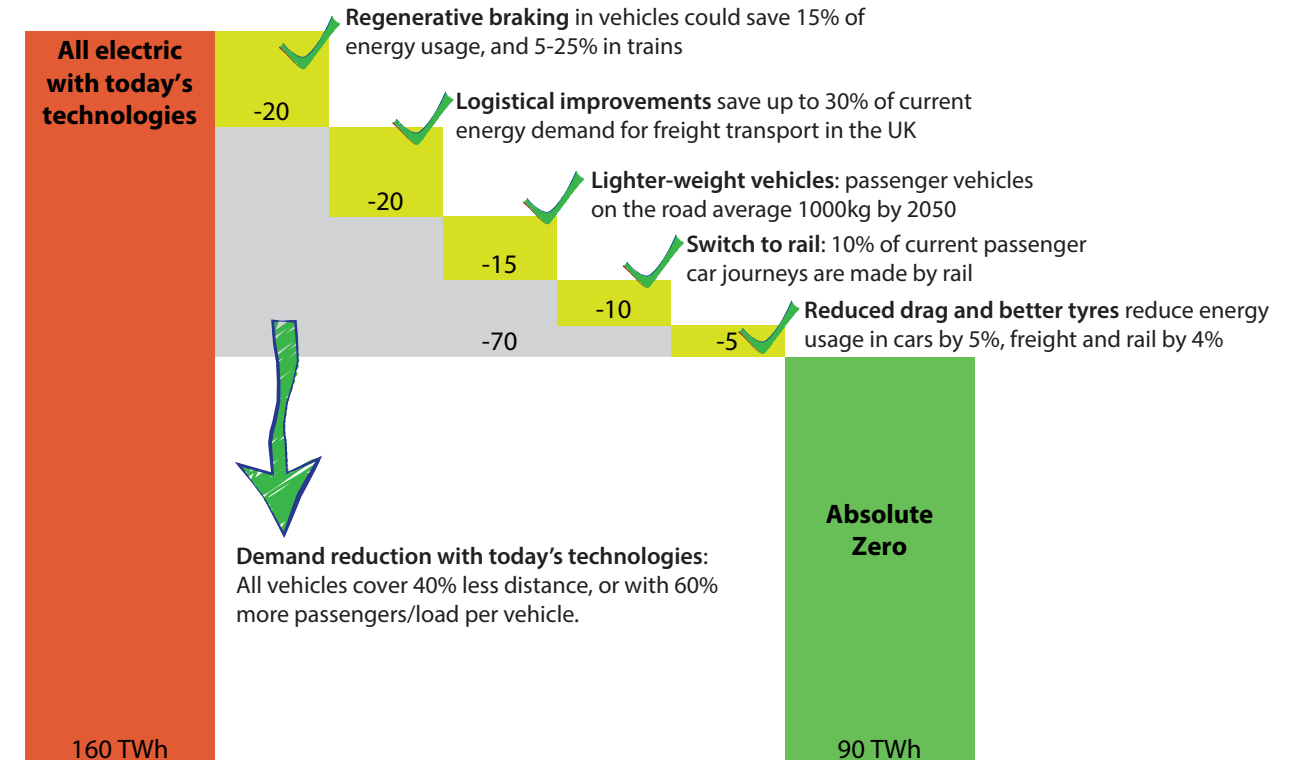 All electric
with today's
technologies
-20
Regenerative braking in vehicles could save 15% of
energy usage, and 5-25% in trains
-20
Logistical improvements save up to 30% of current
energy demand for freight transport in the UK
-15
Lighter-weight vehicles: passenger vehicles
on the road average 1000kg by 2050
-10
Switch to rail: 10% of current passenger
car journeys are made by rail
-5
Reduced drag and better tyres reduce energy
usage in cars by 5%, freight and rail by 4%
-70
Demand reduction with today's technologies:
All vehicles cover 40% less distance, or with 60%
more passengers/load per vehicle.
Absolute
Zero
160 TWh
90 TWh